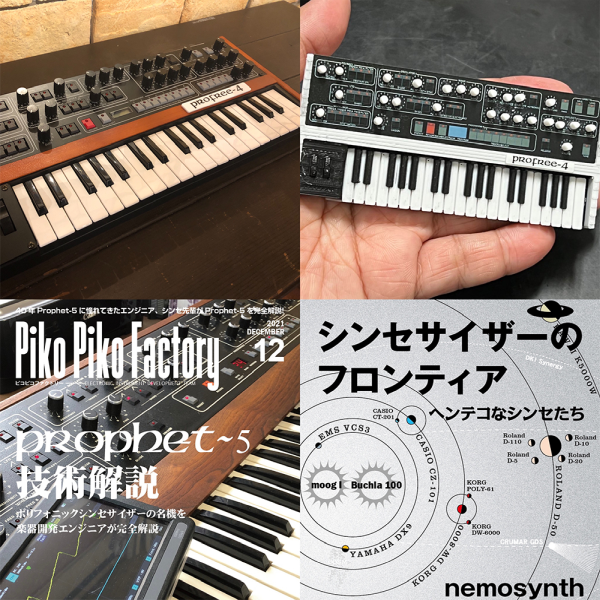 PROFREE-4
PROFREE-4
40年Prophet-5に憧れてきたエンジニア、シンセ先輩がProphet-5を完全解説!
Piko Piko Factory
2021
DECEMBER
12
PROPHET~5
技術解説
ポリフォニックシンセサイザーの名機を
楽器開発エンジニアが完全解説
シンセサイザーの
フロンティア
ヘンテコなシンセたち
KAWAI K5000W
DKI Synergy
CASIO
CT-201
EMS VCS3
CASIO CZ-101
Roland
D-110
Roland
D-10
Roland
D-5
Roland
D-20
ROLAND D-50
moog I
Buchla 100
KORG
POLY-61
KORG
DW-6000
KORG DW-8000
YAMAHA DX9
CRUMAR GDS
nemosynth